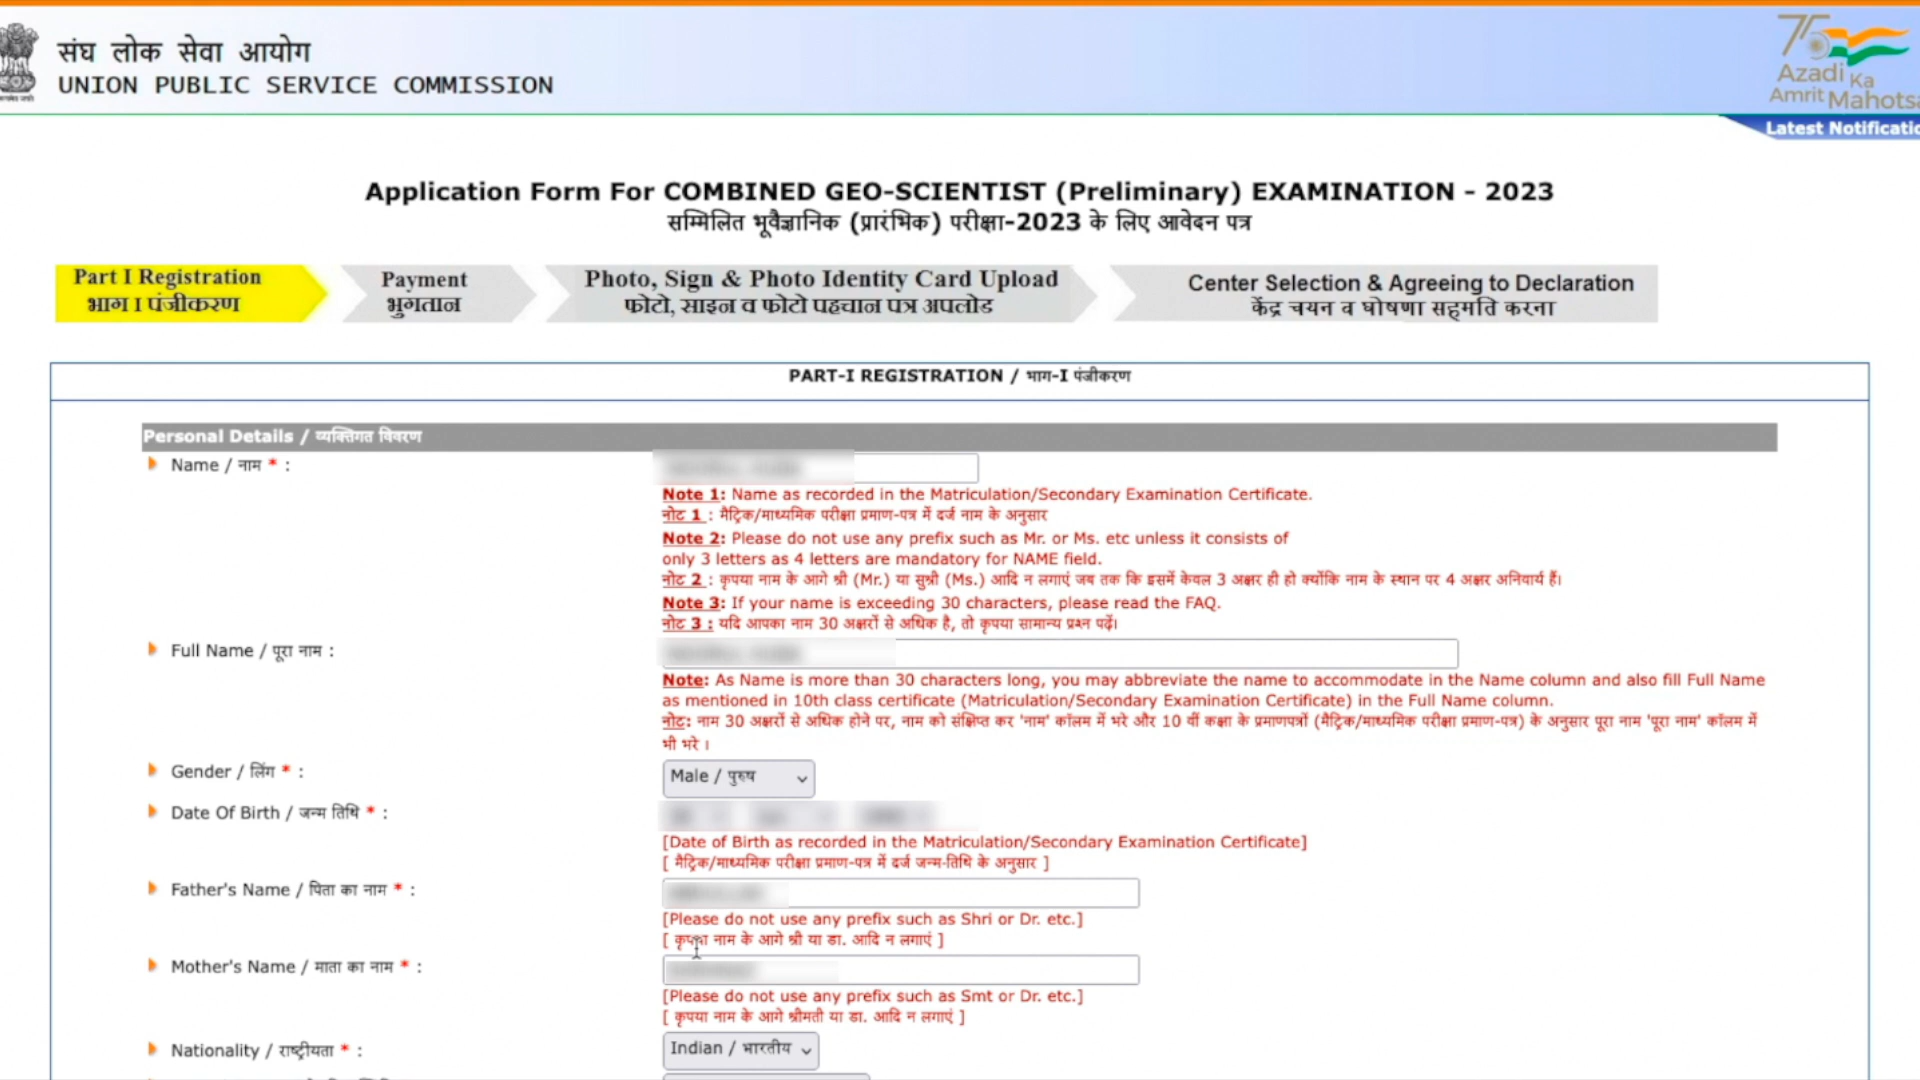 संघ लोक सेवा आयोग
UNION PUBLIC SERVICE COMMISSION
75
Azadi Ka
Amrit Mahotsa
Latest Notificatio
Application Form For COMBINED GEO-SCIENTIST (Preliminary) EXAMINATION - 2023
सम्मिलित भूवैज्ञानिक (प्रारंभिक) परीक्षा-2023 के लिए आवेदन पत्र
Part I Registration
भाग I पंजीकरण
Payment
भुगतान
Photo, Sign & Photo Identity Card Upload
फोटो, साइन व फोटो पहचान पत्र अपलोड
Center Selection & Agreeing to Declaration
केंद्र चयन व घोषणा सहमति करना
PART-I REGISTRATION / भाग-I पंजीकरण
Personal Details / व्यक्तिगत विवरण
Name / नाम * :
Note 1: Name as recorded in the Matriculation/Secondary Examination Certificate.
नोट 1 : मैट्रिक/माध्यमिक परीक्षा प्रमाण-पत्र में दर्ज नाम के अनुसार
Note 2: Please do not use any prefix such as Mr. or Ms. etc unless it consists of
only 3 letters as 4 letters are mandatory for NAME field.
नोट 2 : कृपया नाम के आगे श्री (Mr.) या सुश्री (Ms.) आदि न लगाएं जब तक कि इसमें केवल 3 अक्षर ही हो क्योंकि नाम के स्थान पर 4 अक्षर अनिवार्य हैं।
Note 3: If your name is exceeding 30 characters, please read the FAQ.
नोट 3 : यदि आपका नाम 30 अक्षरों से अधिक है, तो कृपया सामान्य प्रश्न पढ़ें।
Full Name / पूरा नाम :
Note: As Name is more than 30 characters long, you may abbreviate the name to accommodate in the Name column and also fill Full Name
as mentioned in 10th class certificate (Matriculation/Secondary Examination Certificate) in the Full Name column.
नोट: नाम 30 अक्षरों से अधिक होने पर, नाम को संक्षिप्त कर 'नाम' कॉलम में भरे और 10 वीं कक्षा के प्रमाणपत्रों (मैट्रिक/माध्यमिक परीक्षा प्रमाण-पत्र) के अनुसार पूरा नाम 'पूरा नाम' कॉलम में
भी भरे ।
Gender / लिंग * :
Male / पुरुष
Date Of Birth / जन्म तिथि * :
[Date of Birth as recorded in the Matriculation/Secondary Examination Certificate]
[ मैट्रिक/माध्यमिक परीक्षा प्रमाण-पत्र में दर्ज जन्म-तिथि के अनुसार ]
Father's Name / पिता का नाम * :
[Please do not use any prefix such as Shri or Dr. etc.]
[ कृपया नाम के आगे श्री या डा. आदि न लगाएं ]
Mother's Name / माता का नाम * :
[Please do not use any prefix such as Smt or Dr. etc.]
[ कृपया नाम के आगे श्रीमती या डा. आदि न लगाएं ]
Nationality / राष्ट्रीयता * :
Indian / भारतीय